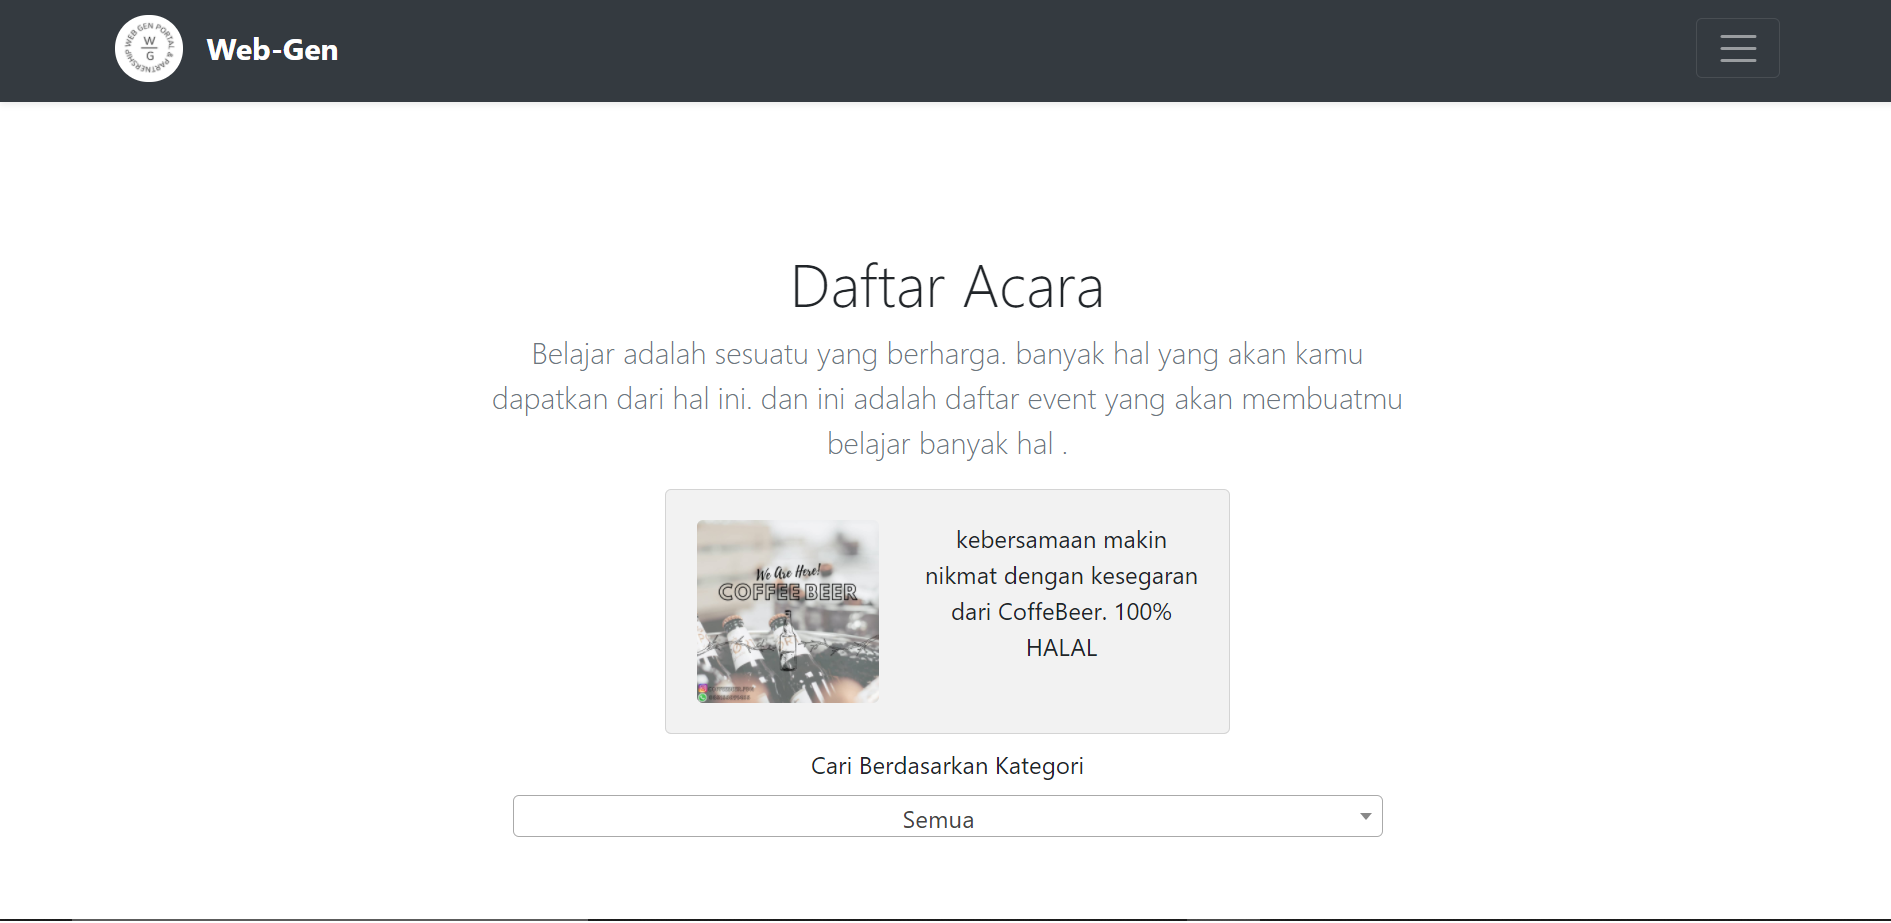 WEB GEN PORTAL & PARTNERSHIP
W
G
Web-Gen
Daftar Acara
Belajar adalah sesuatu yang berharga. banyak hal yang akan kamu
dapatkan dari hal ini. dan ini adalah daftar event yang akan membuatmu
belajar banyak hal .
We Are Here!
COFFEE BEER
kebersamaan makin
nikmat dengan kesegaran
dari CoffeBeer. 100%
HALAL
Cari Berdasarkan Kategori
Semua